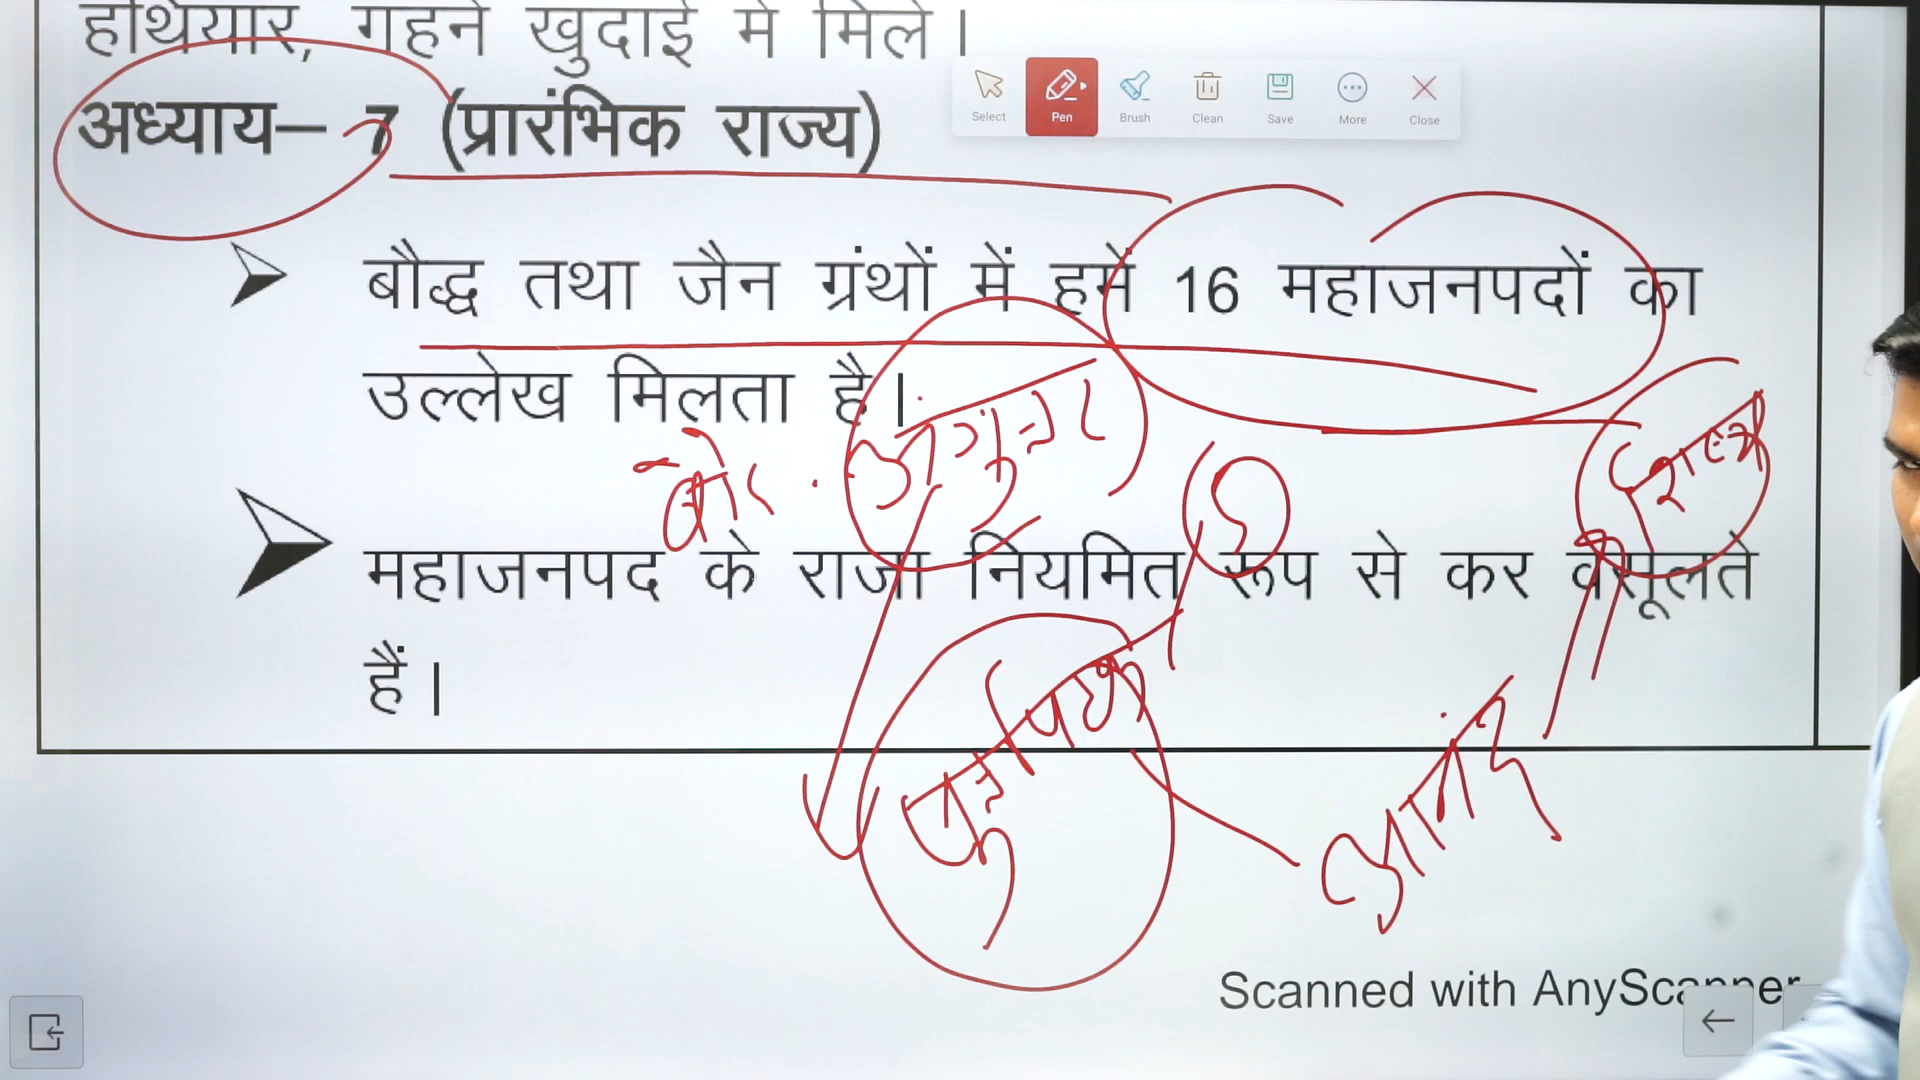 हथियार, गहने खुदाई में मिले।
Select Pen Brush Clean Save More Close
अध्याय– 7 (प्रारंभिक राज्य)
बौद्ध तथा जैन ग्रंथों में हमें 16 महाजनपदों का
उल्लेख मिलता है।
महाजनपद के राजा नियमित रूप से कर वसूलते
हैं।
Scanned with AnyScanner